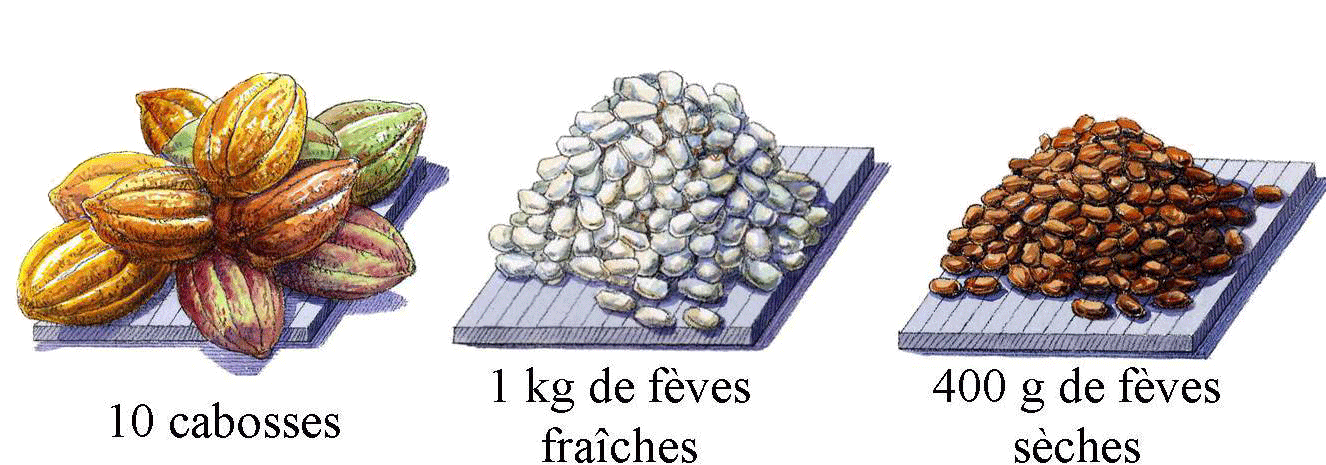 10 cabosses
1 kg de fèves
fraîches
400 g de fèves
sèches